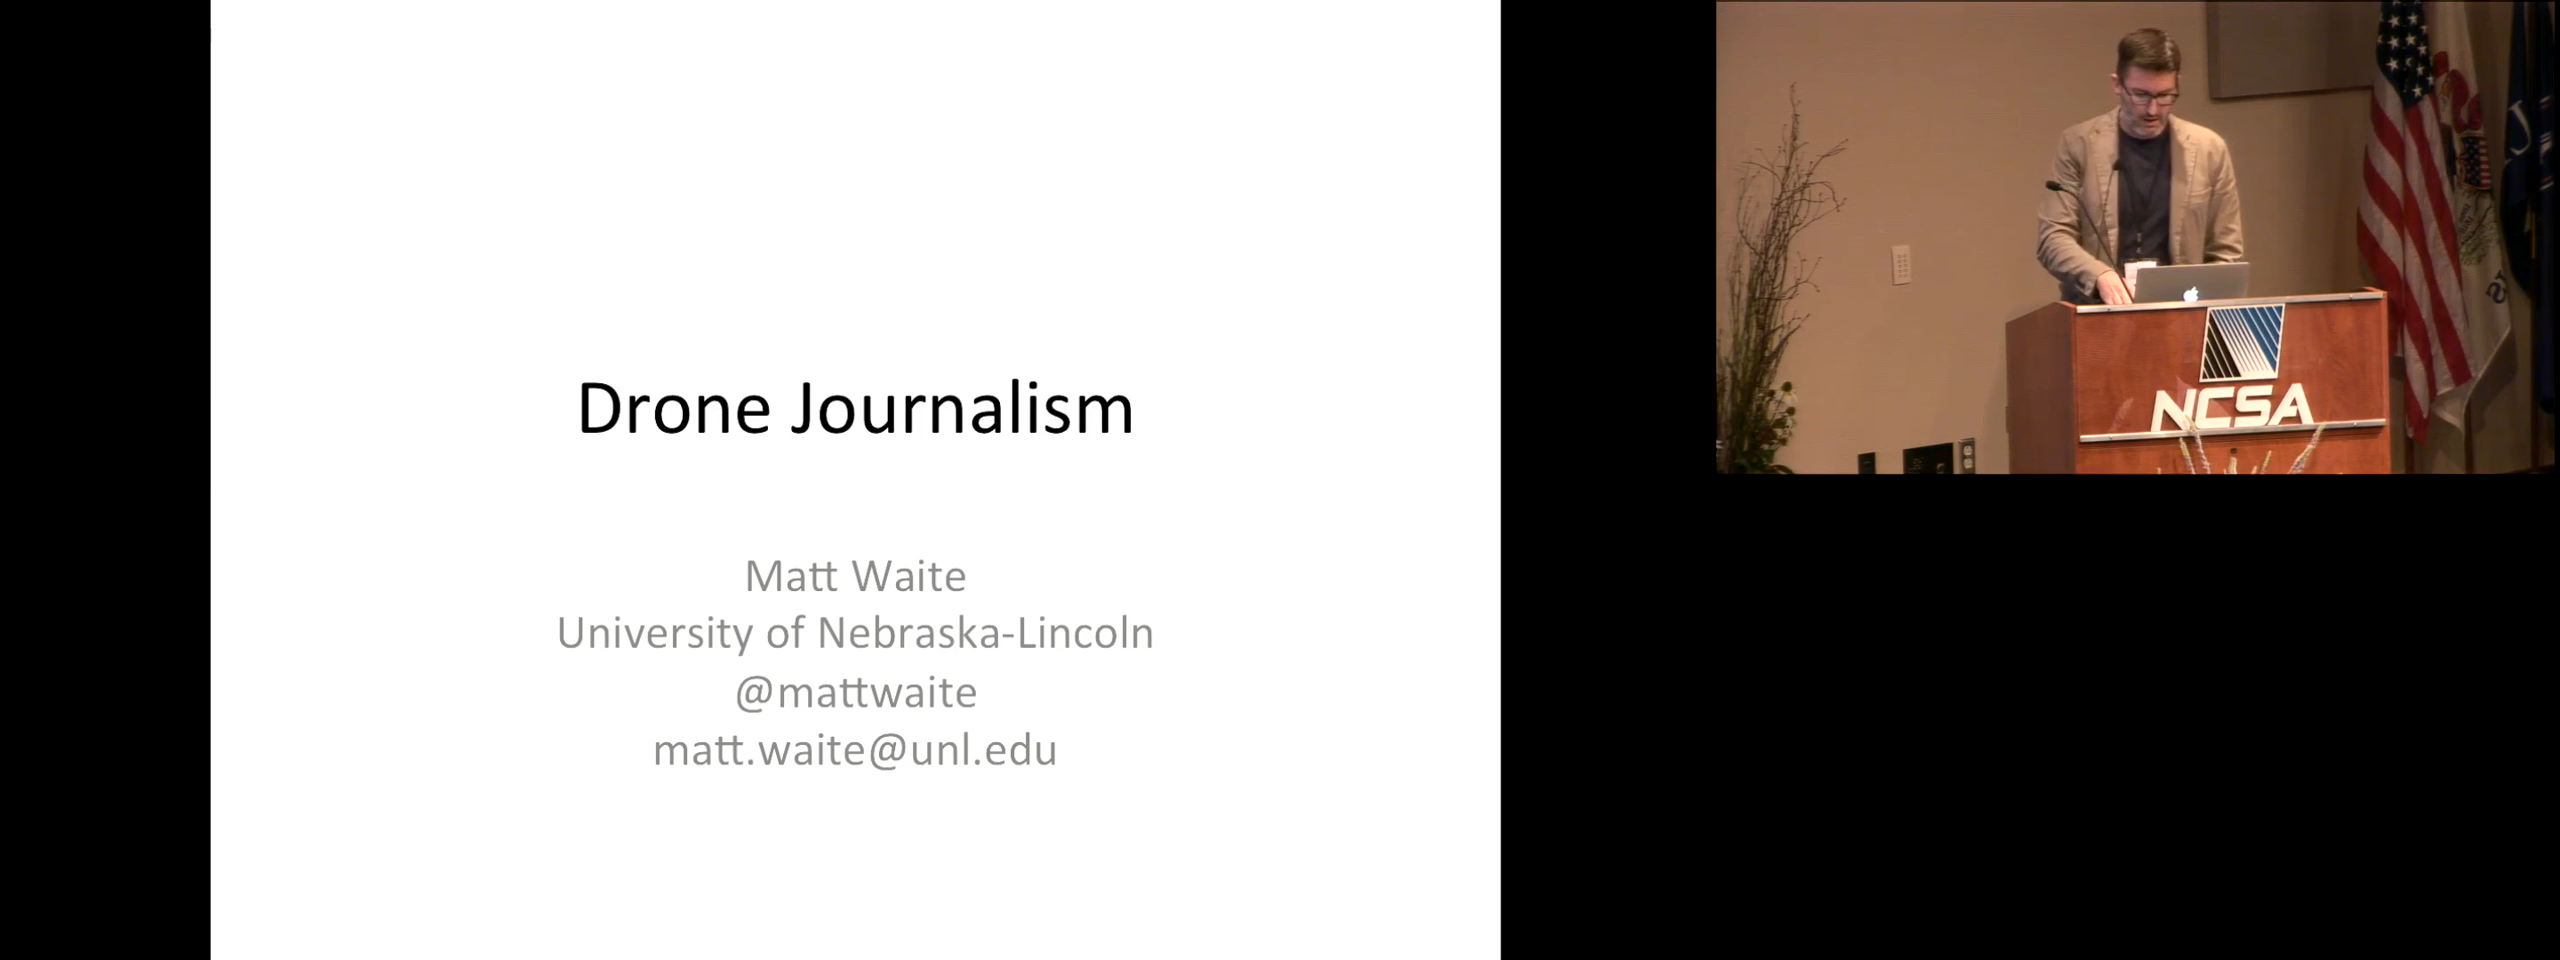 Drone Journalism
Matt Waite
University of Nebraska-Lincoln
@mattwaite
matt.waite@unl.edu
NCSA